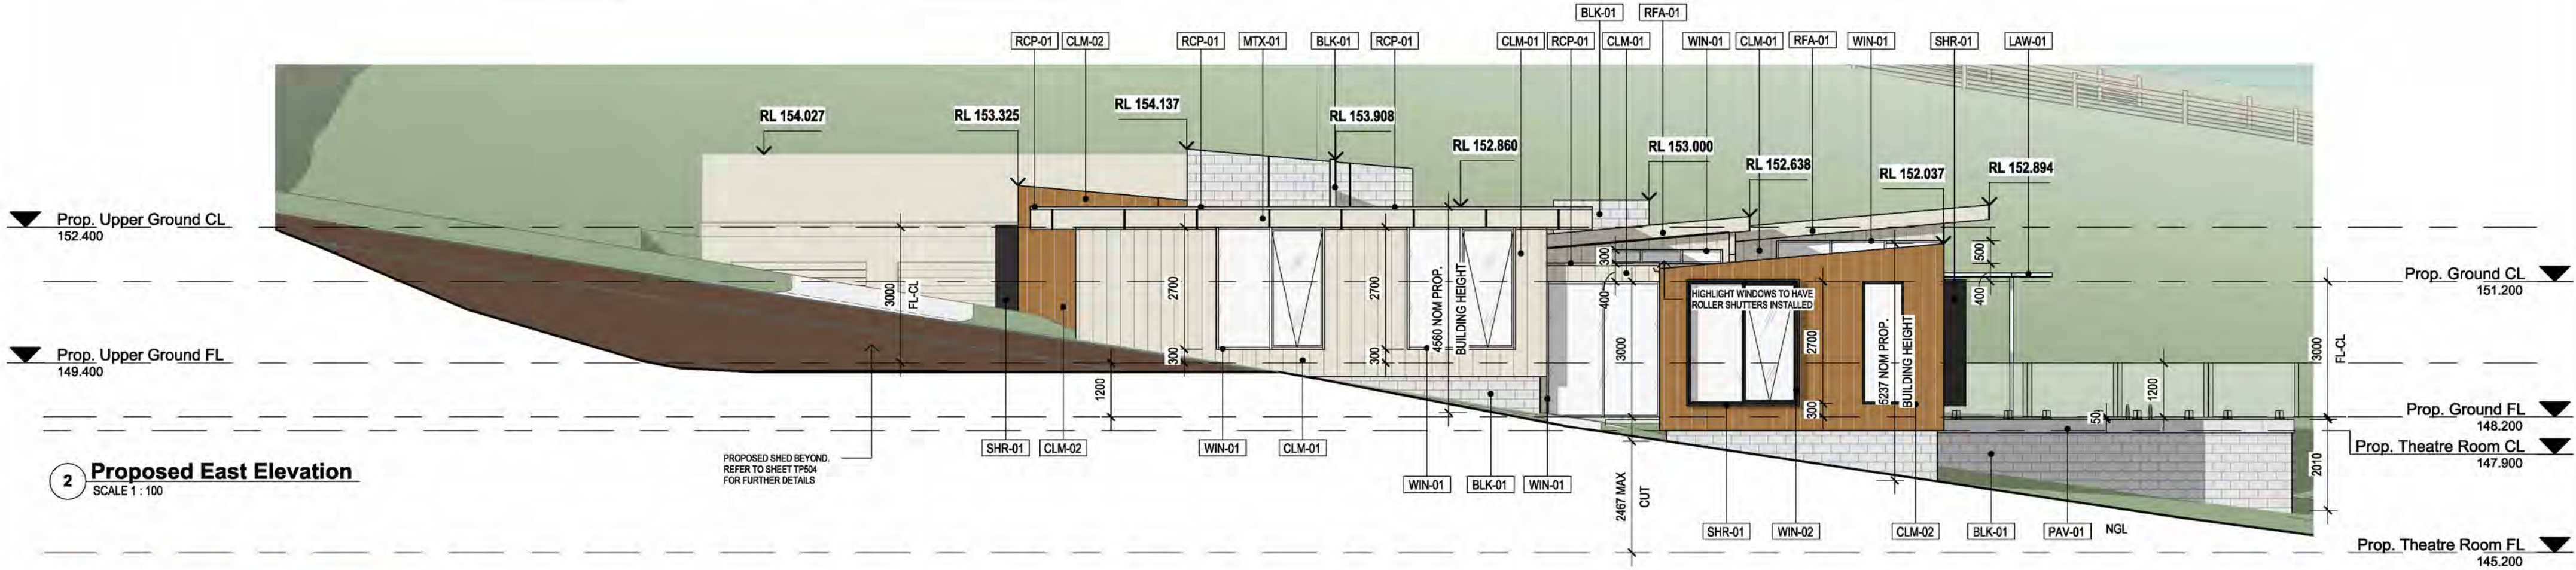 BLK-01 RFA-01
RCP-01 CLM-02 RCP-01 MTX-01 BLK-01 RCP-01 CLM-01 RCP-01 CLM-01 WIN-01 CLM-01 RFA-01 WIN-01 SHR-01 LAW-01
RL 154.027 RL 153.325 RL 154.137 RL 153.908 RL 152.860 RL 153.000 RL 152.638 RL 152.037 RL 152.894
Prop. Upper Ground CL
152.400
Prop. Ground CL
151.200
Prop. Upper Ground FL
149.400
Prop. Ground FL
148.200
Prop. Theatre Room CL
147.900
Prop. Theatre Room FL
145.200
3000
FL-CL
1200
2700
300
2700
300
4560 NOM PROP.
BUILDING HEIGHT
300
400
3000
HIGHLIGHT WINDOWS TO HAVE
ROLLER SHUTTERS INSTALLED
2700
300
5237 NOM PROP.
BUILDING HEIGHT
500
400
50
1200
3000
FL-CL
2010
2467 MAX
CUT
SHR-01 CLM-02 WIN-01 CLM-01
WIN-01 BLK-01 WIN-01
SHR-01 WIN-02 CLM-02 BLK-01 PAV-01 NGL
PROPOSED SHED BEYOND.
REFER TO SHEET TP504
FOR FURTHER DETAILS
2 Proposed East Elevation
SCALE 1 : 100